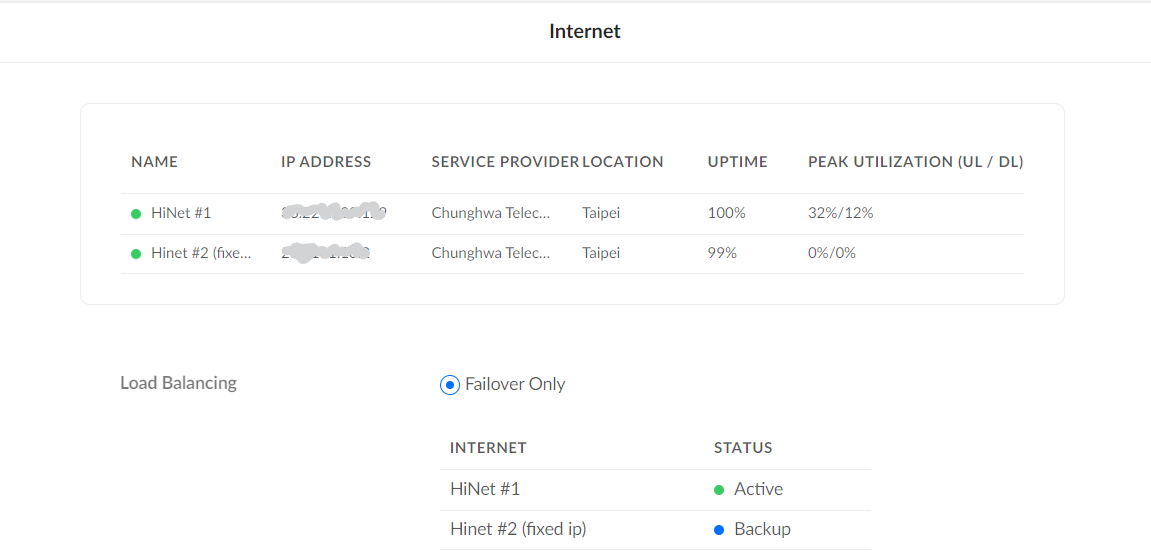 Internet
NAME IP ADDRESS SERVICE PROVIDER LOCATION UPTIME PEAK UTILIZATION (UL / DL)
HiNet #1 Chunghwa Telec... Taipei 100% 32%/12%
Hinet #2 (fixe... Chunghwa Telec... Taipei 99% 0%/0%
Load Balancing Failover Only
INTERNET STATUS
HiNet #1 Active
Hinet #2 (fixed ip) Backup